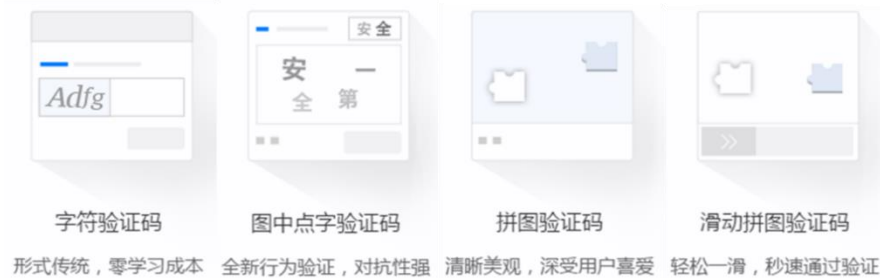 安全
Adfg
安 一
全 第
字符验证码
图中点字验证码
拼图验证码
滑动拼图验证码
形式传统，零学习成本
全新行为验证，对抗性强
清晰美观，深受用户喜爱
轻松一滑，秒速通过验证